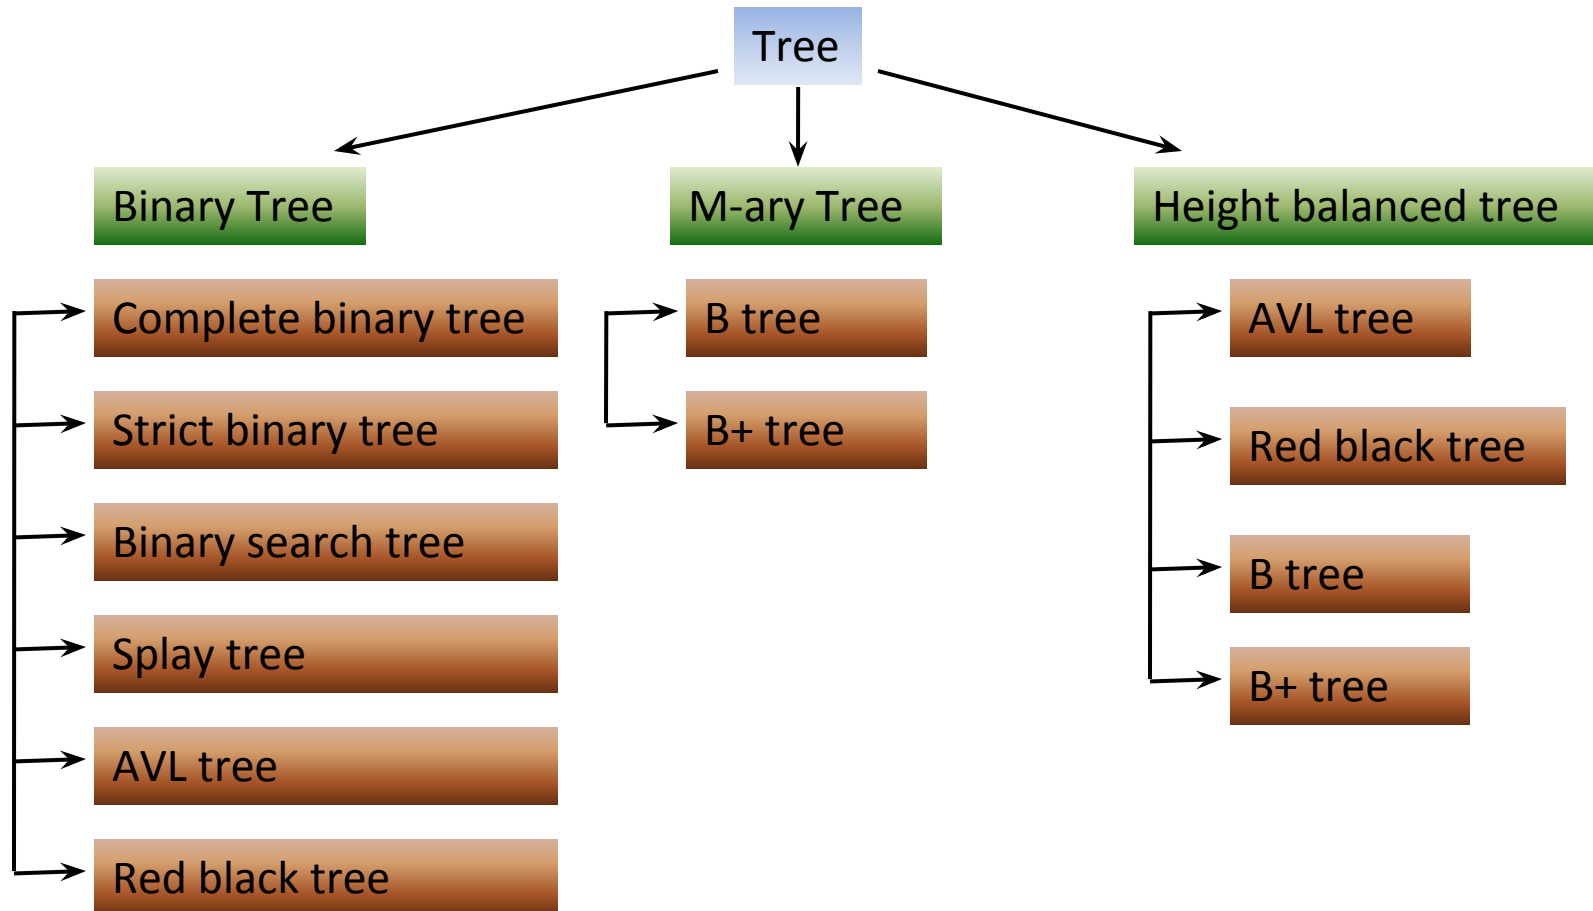 Tree
Binary Tree
M-ary Tree
Height balanced tree
Complete binary tree
Strict binary tree
Binary search tree
Splay tree
AVL tree
Red black tree
B tree
B+ tree
AVL tree
Red black tree
B tree
B+ tree